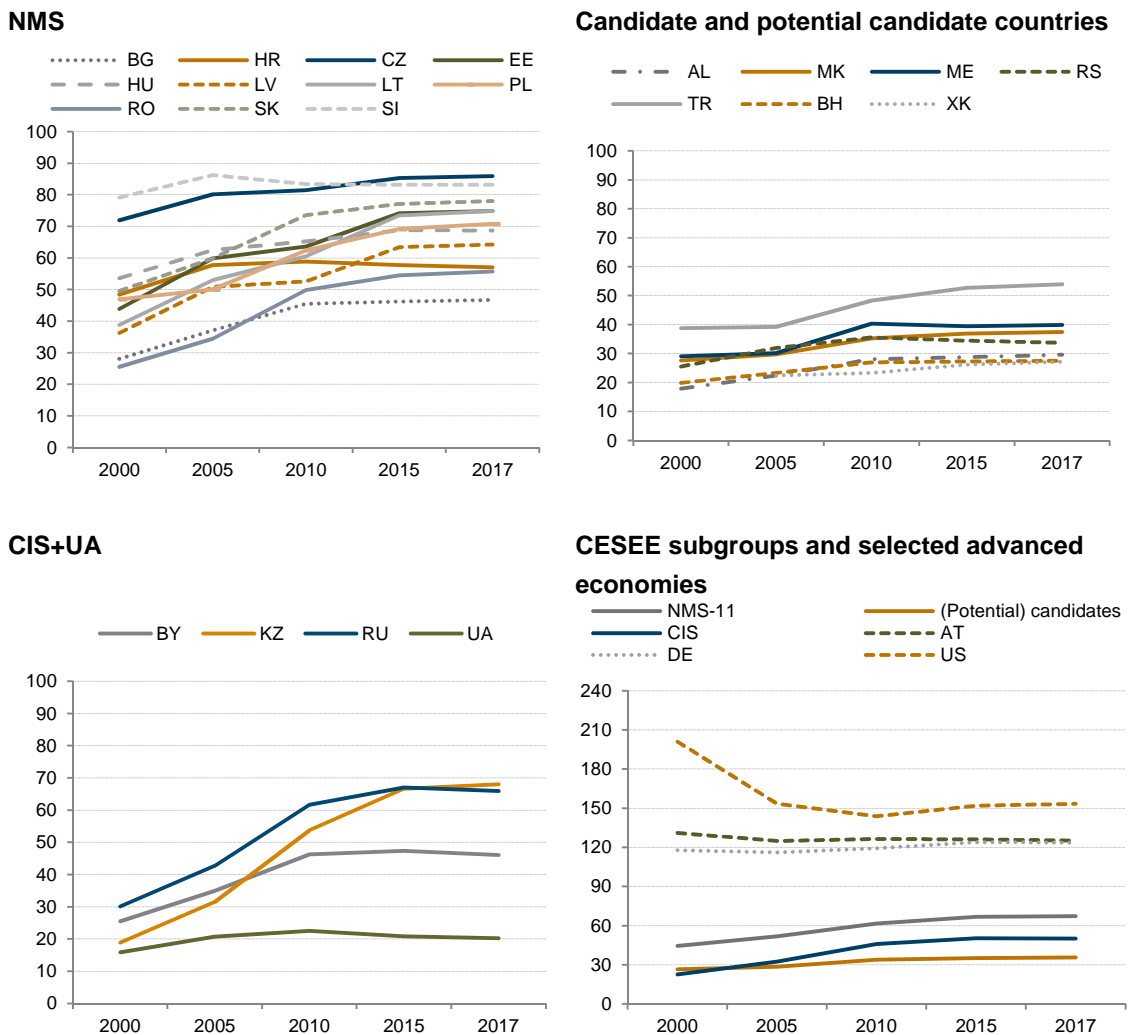 NMS
BG HR CZ EE
HU LV LT PL
RO SK SI
100
90
80
70
60
50
40
30
20
10
0
2000 2005 2010 2015 2017
Candidate and potential candidate countries
AL MK ME RS
TR BH XK
100
90
80
70
60
50
40
30
20
10
0
2000 2005 2010 2015 2017
CIS+UA
BY KZ RU UA
100
90
80
70
60
50
40
30
20
10
0
2000 2005 2010 2015 2017
CESEE subgroups and selected advanced
economies
NMS-11 (Potential) candidates
CIS AT
DE US
240
210
180
150
120
90
60
30
0
2000 2005 2010 2015 2017